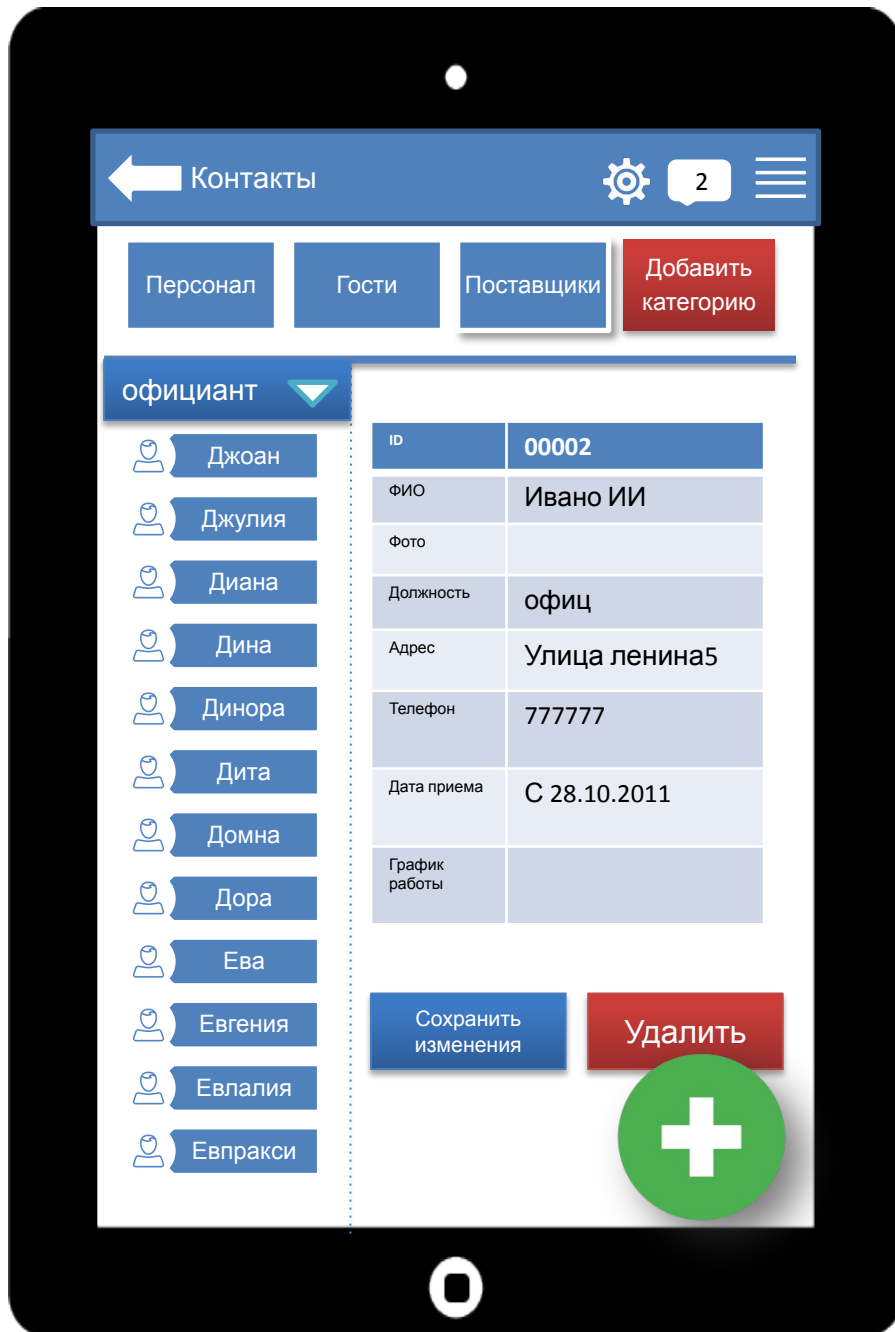 Контакты
2
Персонал
Гости
Поставщики
Добавить
категорию
официант
Джоан
Джулия
Диана
Дина
Динора
Дита
Домна
Дора
Ева
Евгения
Евлалия
Евпракси
ID 00002
ФИО Ивано ИИ
Фото
Должность офиц
Адрес Улица ленина5
Телефон 777777
Дата приема С 28.10.2011
График
работы
Сохранить
изменения
Удалить